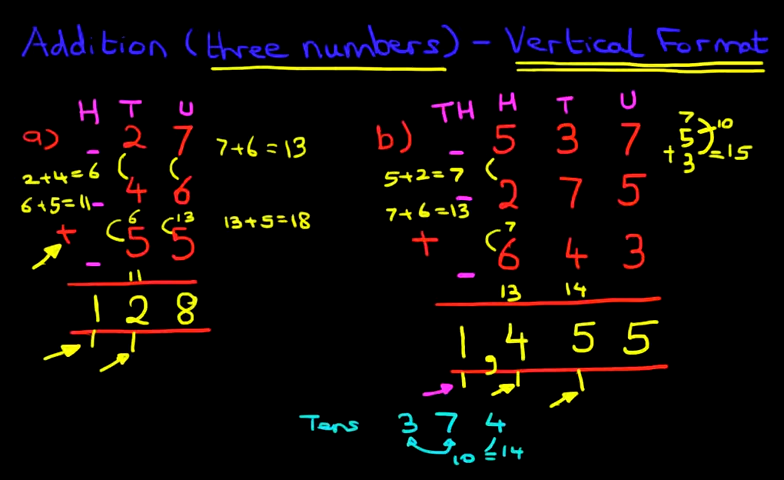 Addition (three numbers) - Vertical Format
a)
H T U
2 7
7+6=13
2+4=6
4 6
6+5=11
6 13
+ 5 5
13+5=18
11
1 2 8
1 1
b)
TH H T U
5 3 7
7
5
+ 3
10
=15
5+2=7
2 7 5
7+6=13
7
+ 6 4 3
13 14
1,4 5 5
1 1 1
Tens 3 7 4
10 =14